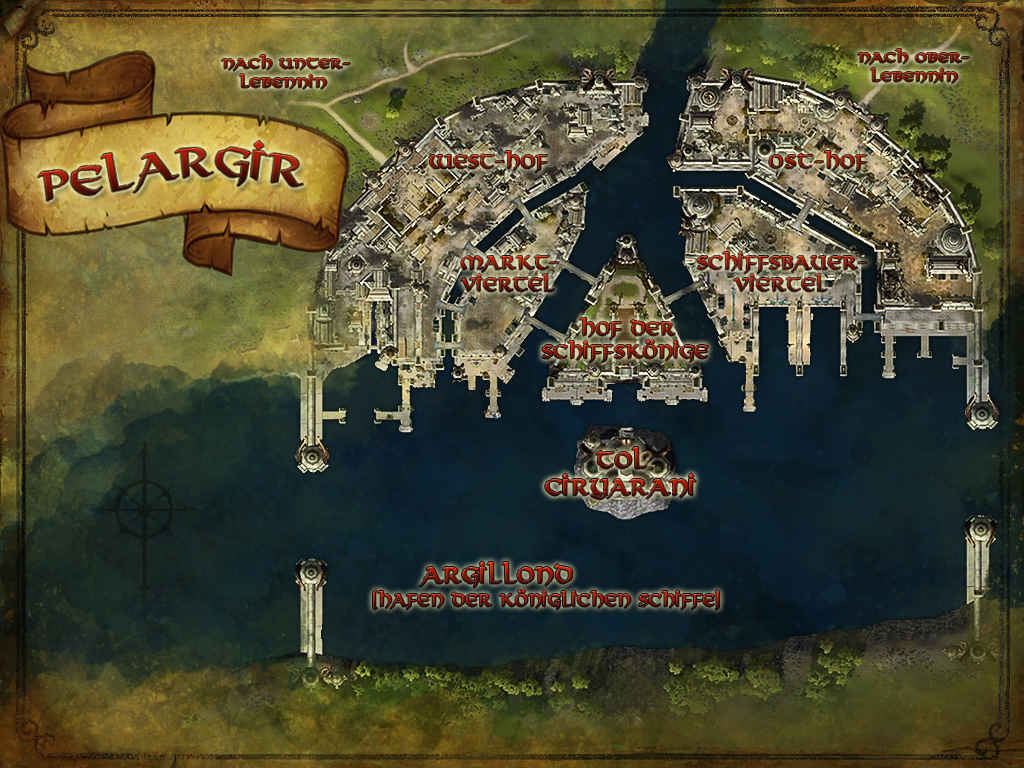 NACH UNTER-
LEBENNIN
NACH OBER-
LEBENNIN
PELARGIR
WEST-HOF
OST-HOF
MARKT-
VIERTEL
SCHIFFSBAUER-
VIERTEL
HOF DER
SCHIFFSKÖNIGE
TOL
CIRYARANI
ARGILLOND
[HAFEN DER KÖNIGLICHEN SCHIFFE]